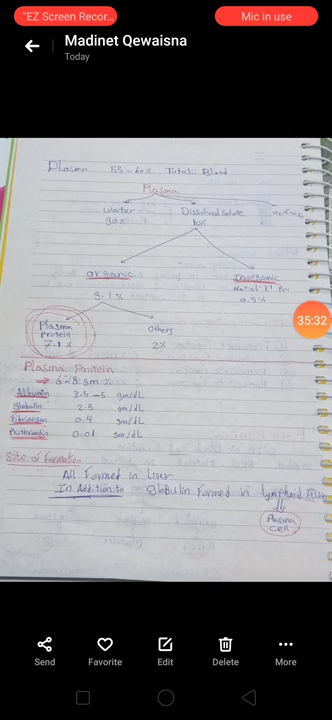 "EZ Screen Recor...
Mic in use
Madinet Qewaisna
Today
Plasma 55-60% Total Blood
Plasma
water
90%
Dissolved solute
10%
organic
9.1%
Inorganic
0.9%
Plasma
protein
7.1%
others
2%
35:32
Plasma Protein
→ 6-8 gm %
Albumin 3.5-5 gm/dL
Globulin 2.5 gm/dL
Fibrinogen 0.4 gm/dL
Prothrombin 0.01 gm/dL
Site of Formation
All Formed in Liver
In Addition to globulin Formed in lymphoid
Plasma
cell
Send
Favorite
Edit
Delete
More